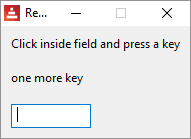 Re...
Click inside field and press a key
one more key